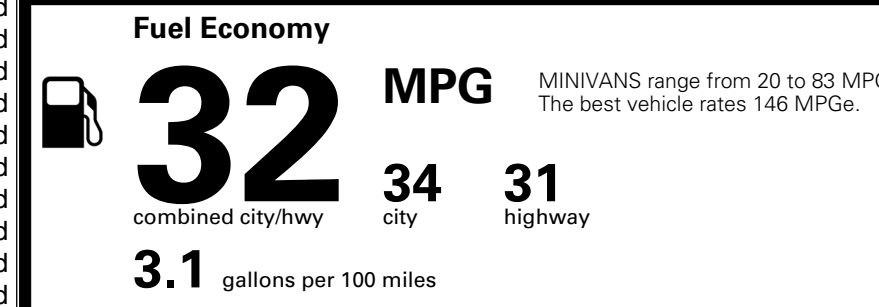 Fuel Economy
32
MPG
MINIVANS range from 20 to 83 MPG
The best vehicle rates 146 MPGe.
34
31
combined city/hwy
city
highway
3.1 gallons per 100 miles